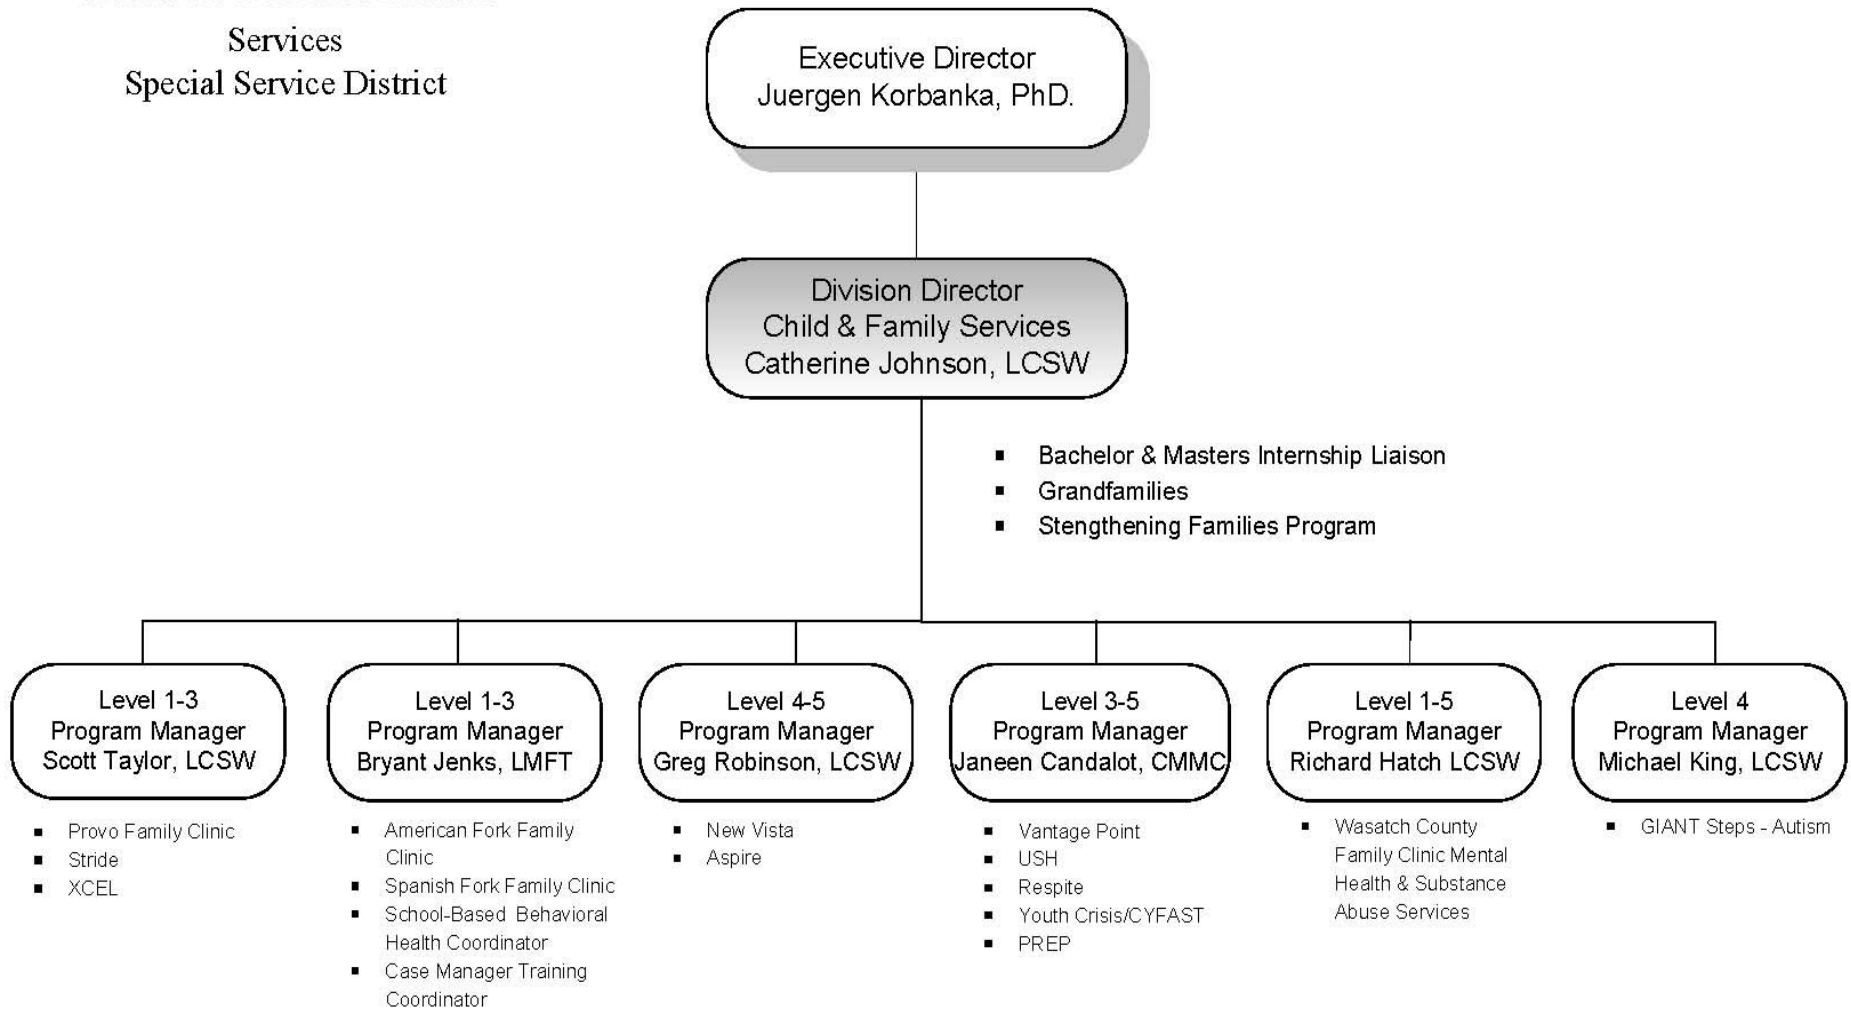 Services
Special Service District
Executive Director
Juergen Korbanka, PhD.
Division Director
Child & Family Services
Catherine Johnson, LCSW
▪ Bachelor & Masters Internship Liaison
▪ Grandfamilies
▪ Stengthening Families Program
Level 1-3
Program Manager
Scott Taylor, LCSW
▪ Provo Family Clinic
▪ Stride
▪ XCEL
Level 1-3
Program Manager
Bryant Jenks, LMFT
▪ American Fork Family
Clinic
▪ Spanish Fork Family Clinic
▪ School-Based Behavioral
Health Coordinator
▪ Case Manager Training
Coordinator
Level 4-5
Program Manager
Greg Robinson, LCSW
▪ New Vista
▪ Aspire
Level 3-5
Program Manager
Janeen Candalot, CMMC
▪ Vantage Point
▪ USH
▪ Respite
▪ Youth Crisis/CYFAST
▪ PREP
Level 1-5
Program Manager
Richard Hatch LCSW
▪ Wasatch County
Family Clinic Mental
Health & Substance
Abuse Services
Level 4
Program Manager
Michael King, LCSW
▪ GIANT Steps - Autism